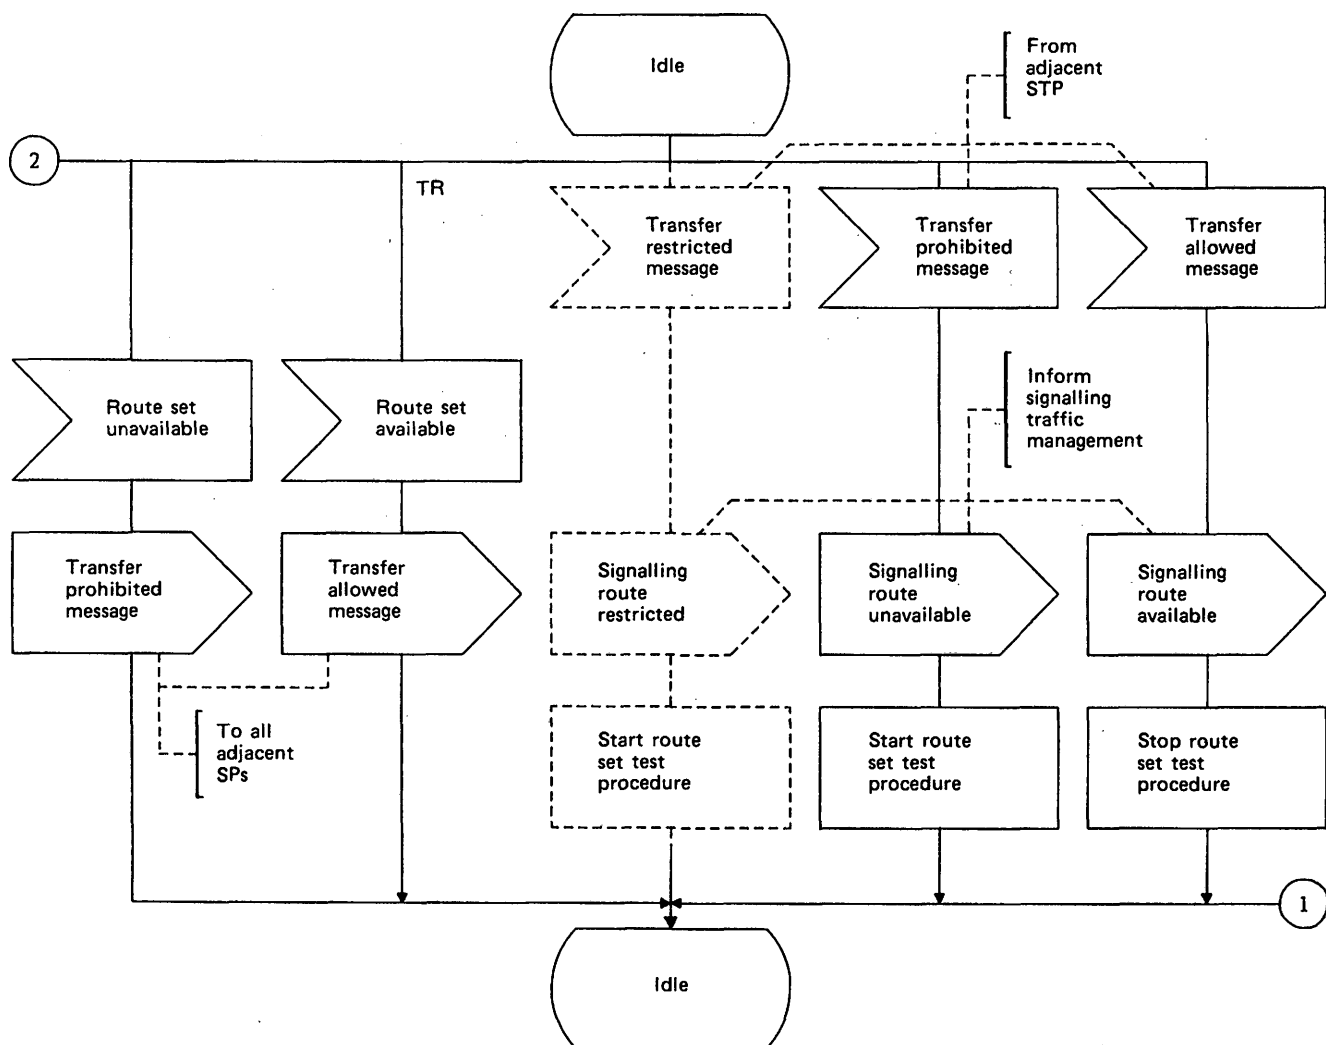 Idle
From
adjacent
STP
2
TR
Transfer
restricted
message
Transfer
prohibited
message
Transfer
allowed
message
Route set
unavailable
Route set
available
Inform
signalling
traffic
management
Transfer
prohibited
message
Transfer
allowed
message
Signalling
route
restricted
Signalling
route
unavailable
Signalling
route
available
To all
adjacent
SPs
Start route
set test
procedure
Start route
set test
procedure
Stop route
set test
procedure
1
Idle